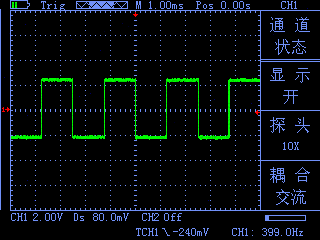 Trig M 1.00ms Pos 0.00s CH1
通 道
状态
显 示
开
探 头
10X
耦 合
交流
1
CH1 2.00V Ds 80.0mV CH2 Off
TCH1 -240mV CH1: 399.0Hz